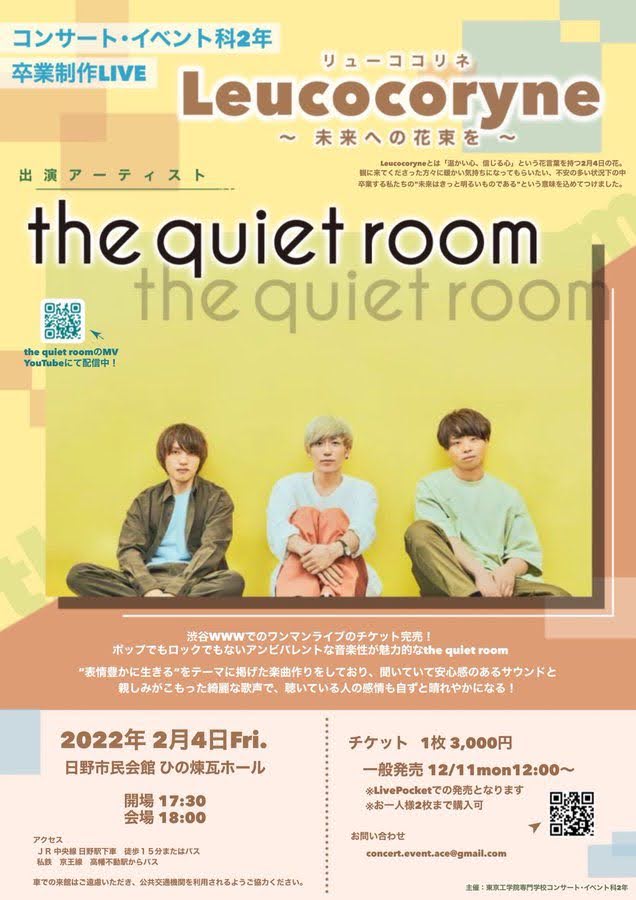 コンサート・イベント科2年
卒業制作LIVE
リューココリネ
Leucocoryne
～ 未来への花束を ～
Leucocoryneとは「温かい心、信じる心」という花言葉を持つ2月4日の花。
観に来てくださった方々に暖かい気持ちになってもらいたい、不安の多い状況下の中
卒業する私たちの"未来はきっと明るいものである"という意味を込めてつけました。
出演アーティスト
the quiet room
the quiet room
the quiet roomのMV
YouTubeにて配信中！
渋谷WWWでのワンマンライブのチケット完売！
ポップでもロックでもないアンビバレントな音楽性が魅力的なthe quiet room
"表情豊かに生きる"をテーマに掲げた楽曲作りをしており、聞いていて安心感のあるサウンドと
親しみがこもった綺麗な歌声で、聴いている人の感情も自ずと晴れやかになる！
2022年 2月4日Fri.
日野市民会館 ひの煉瓦ホール
開場 17:30
会場 18:00
アクセス
ＪＲ 中央線 日野駅下車　徒歩１５分またはバス
私鉄　京王線　高幡不動駅からバス
車での来館はご遠慮いただき、公共交通機関を利用されるようご協力ください。
チケット　1枚 3,000円
一般発売 12/11mon12:00～
※LivePocketでの発売となります
※お一人様2枚まで購入可
お問い合わせ
concert.event.ace@gmail.com
主催：東京工学院専門学校コンサート・イベント科2年